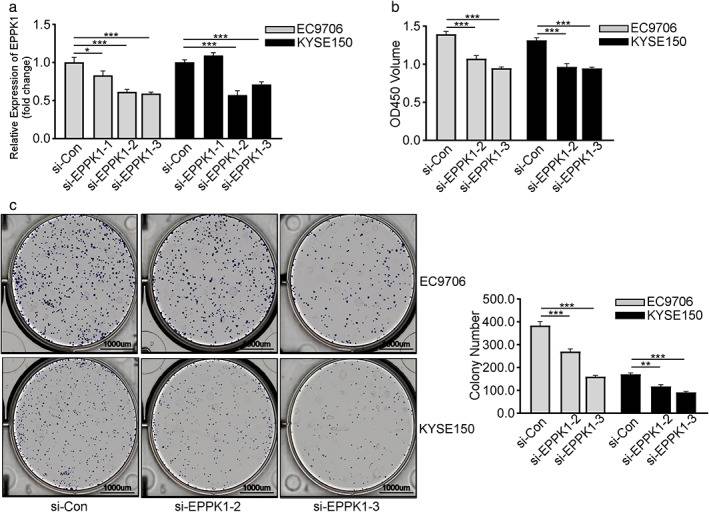 a
EC9706
KYSE150
Relative Expression of EPPK1
(fold change)
1.5
1.0
0.5
0.0
***
***
*
***
***
si-Con
si-EPPK1-1
si-EPPK1-2
si-EPPK1-3
si-Con
si-EPPK1-1
si-EPPK1-2
si-EPPK1-3
b
EC9706
KYSE150
OD450 Volume
1.5
1.0
0.5
0.0
***
***
***
***
si-Con
si-EPPK1-2
si-EPPK1-3
si-Con
si-EPPK1-2
si-EPPK1-3
c
1000um
1000um
1000um
EC9706
1000um
1000um
1000um
KYSE150
si-Con
si-EPPK1-2
si-EPPK1-3
EC9706
KYSE150
Colony Number
500.0
400.0
300.0
200.0
100.0
0.0
***
***
***
**
si-Con
si-EPPK1-2
si-EPPK1-3
si-Con
si-EPPK1-2
si-EPPK1-3